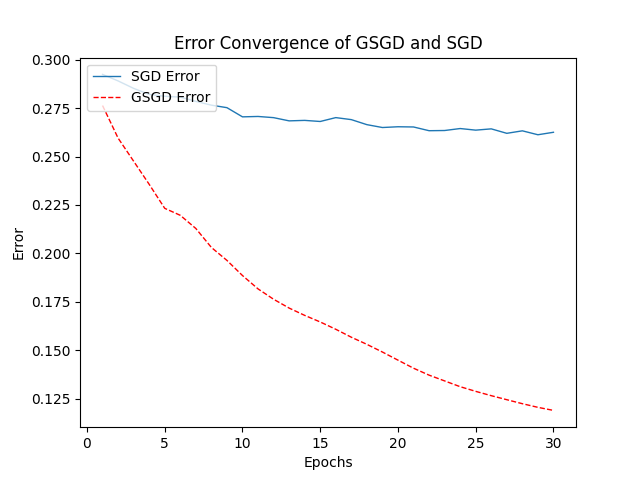 Error Convergence of GSGD and SGD
SGD Error
GSGD Error
Error
0.300
0.275
0.250
0.225
0.200
0.175
0.150
0.125
0 5 10 15 20 25 30
Epochs